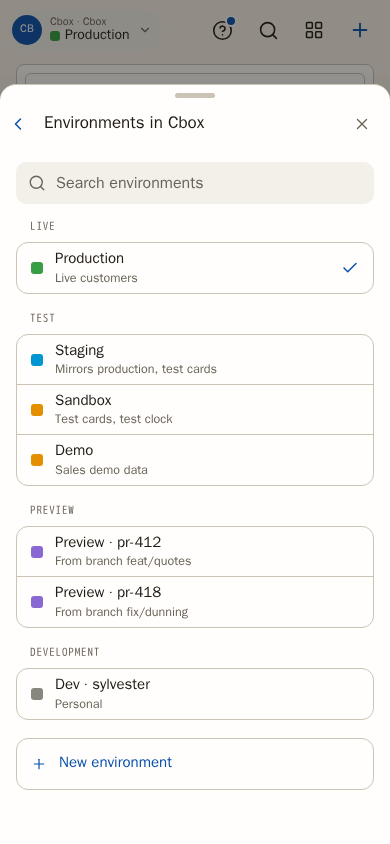 CB
Cbox · Cbox
Production
Environments in Cbox
Search environments
LIVE
Production
Live customers
TEST
Staging
Mirrors production, test cards
Sandbox
Test cards, test clock
Demo
Sales demo data
PREVIEW
Preview · pr-412
From branch feat/quotes
Preview · pr-418
From branch fix/dunning
DEVELOPMENT
Dev · sylvester
Personal
New environment